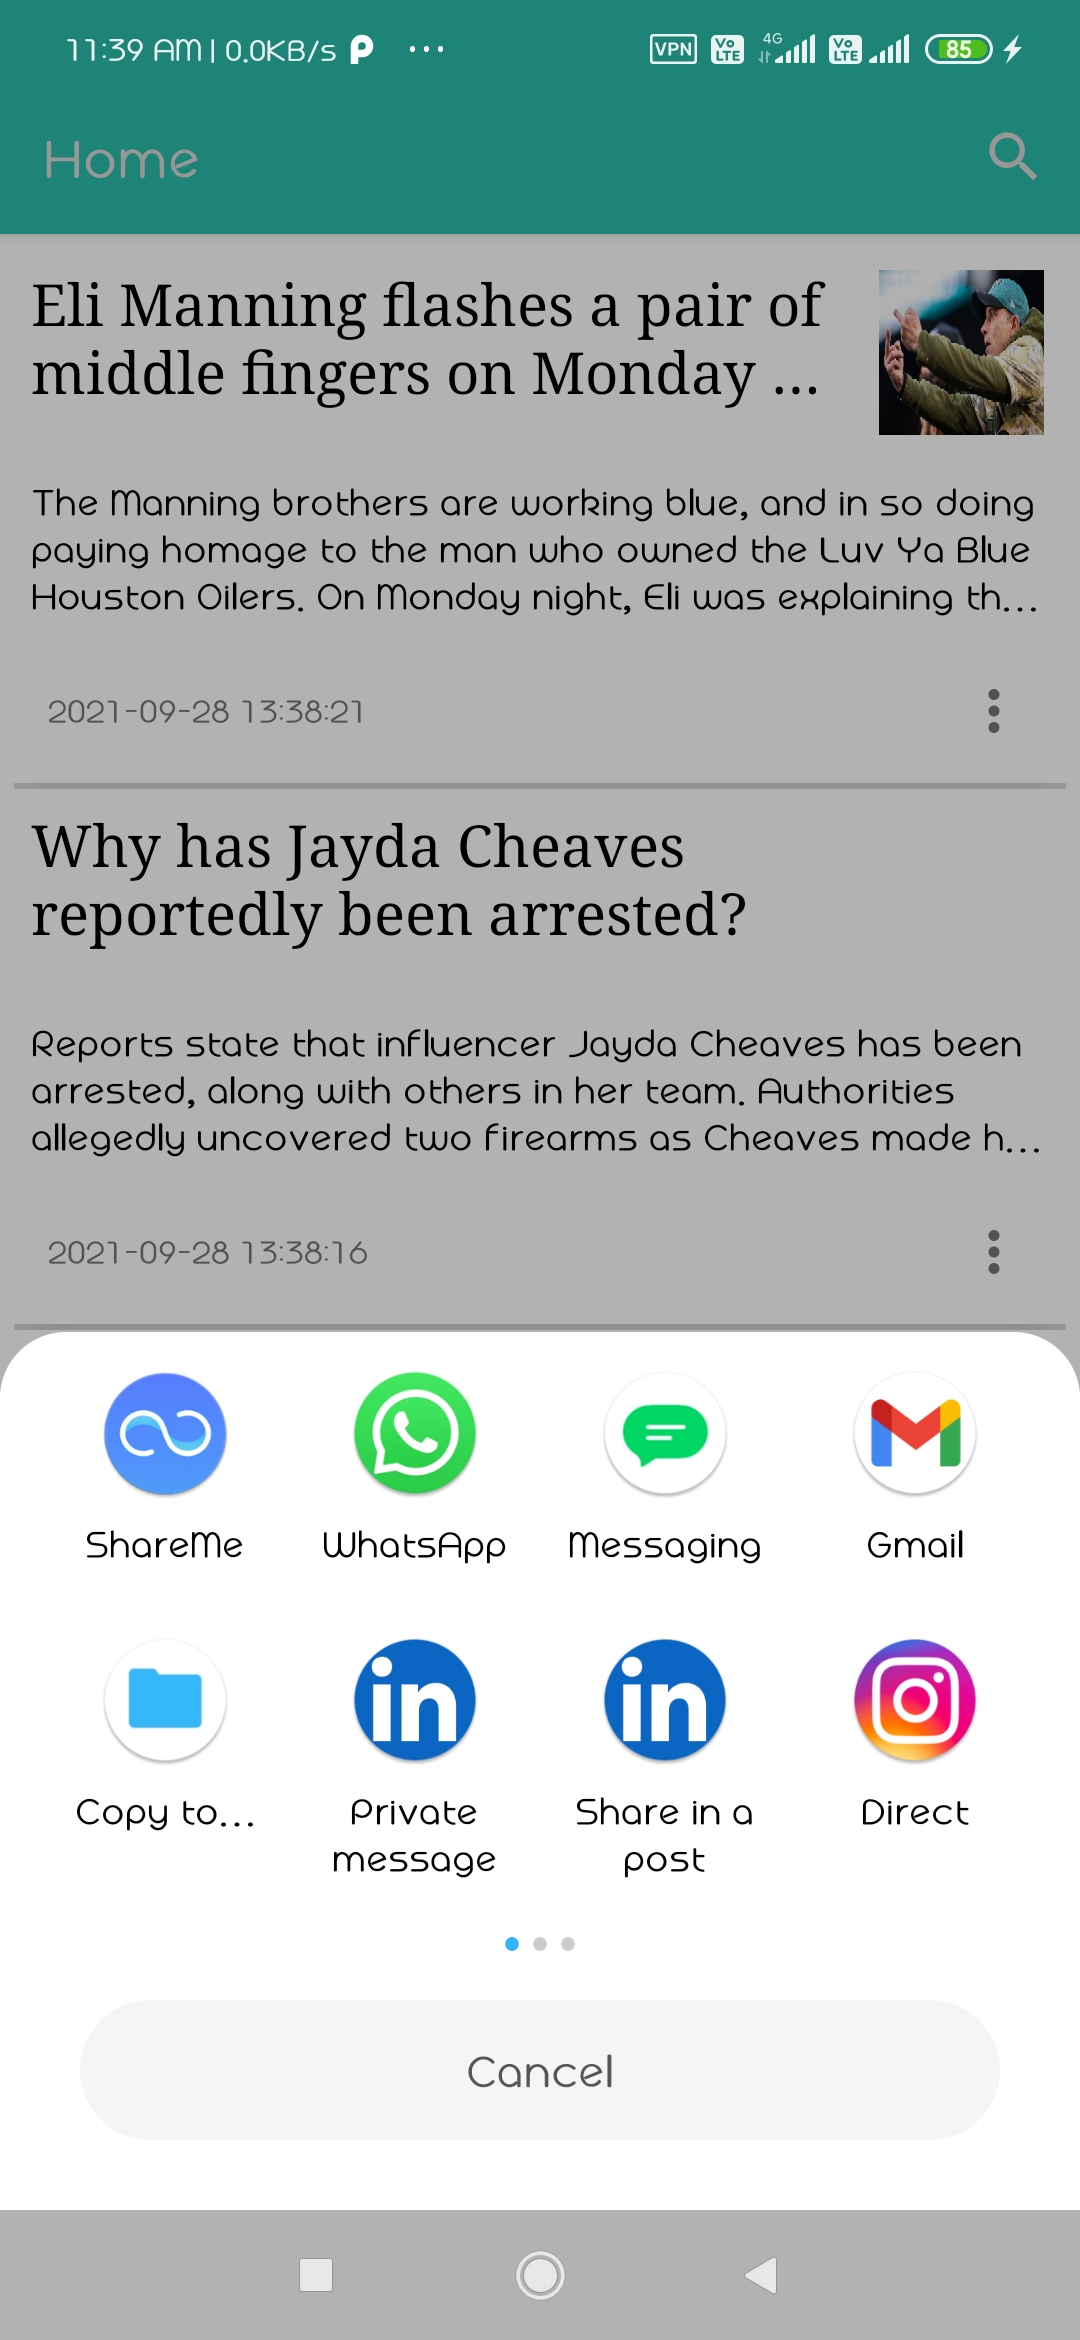 11:39 AM | 0.0KB/s P ...
VPN Vo LTE 4G Vo LTE 85
Home
Eli Manning flashes a pair of
middle fingers on Monday ...
The Manning brothers are working blue, and in so doing
paying homage to the man who owned the Luv Ya Blue
Houston Oilers. On Monday night, Eli was explaining th...
2021-09-28 13:38:21
Why has Jayda Cheaves
reportedly been arrested?
Reports state that influencer Jayda Cheaves has been
arrested, along with others in her team. Authorities
allegedly uncovered two firearms as Cheaves made h...
2021-09-28 13:38:16
ShareMe WhatsApp Messaging Gmail
in in
Copy to... Private Share in a Direct
message post
Cancel